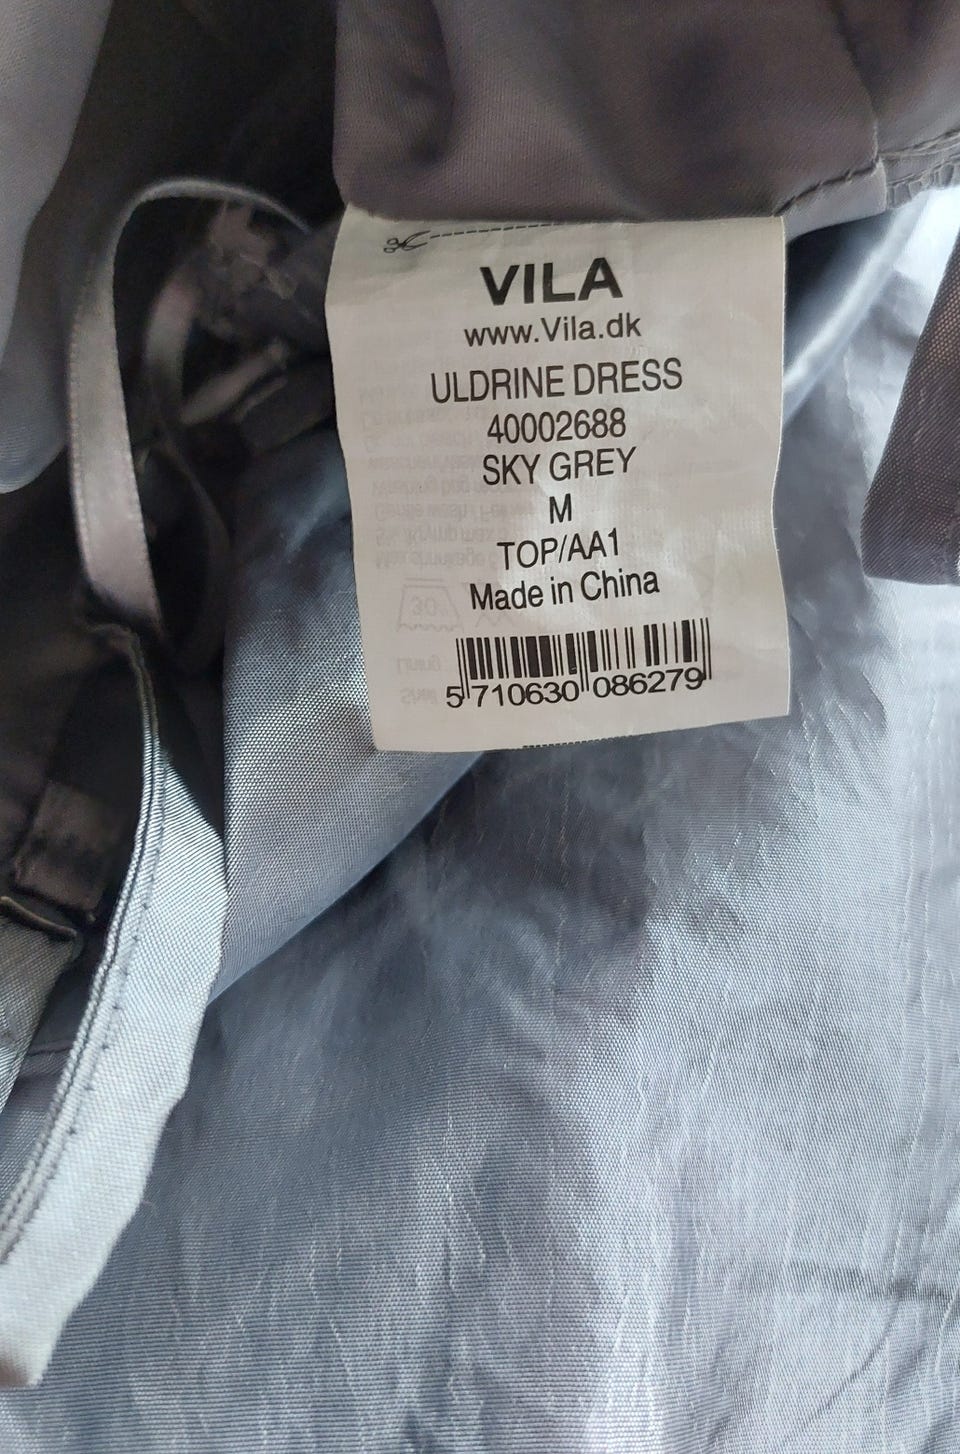 VILA
www.Vila.dk
ULDRINE DRESS
40002688
SKY GREY
M
TOP/AA1
Made in China
5 710630 086279